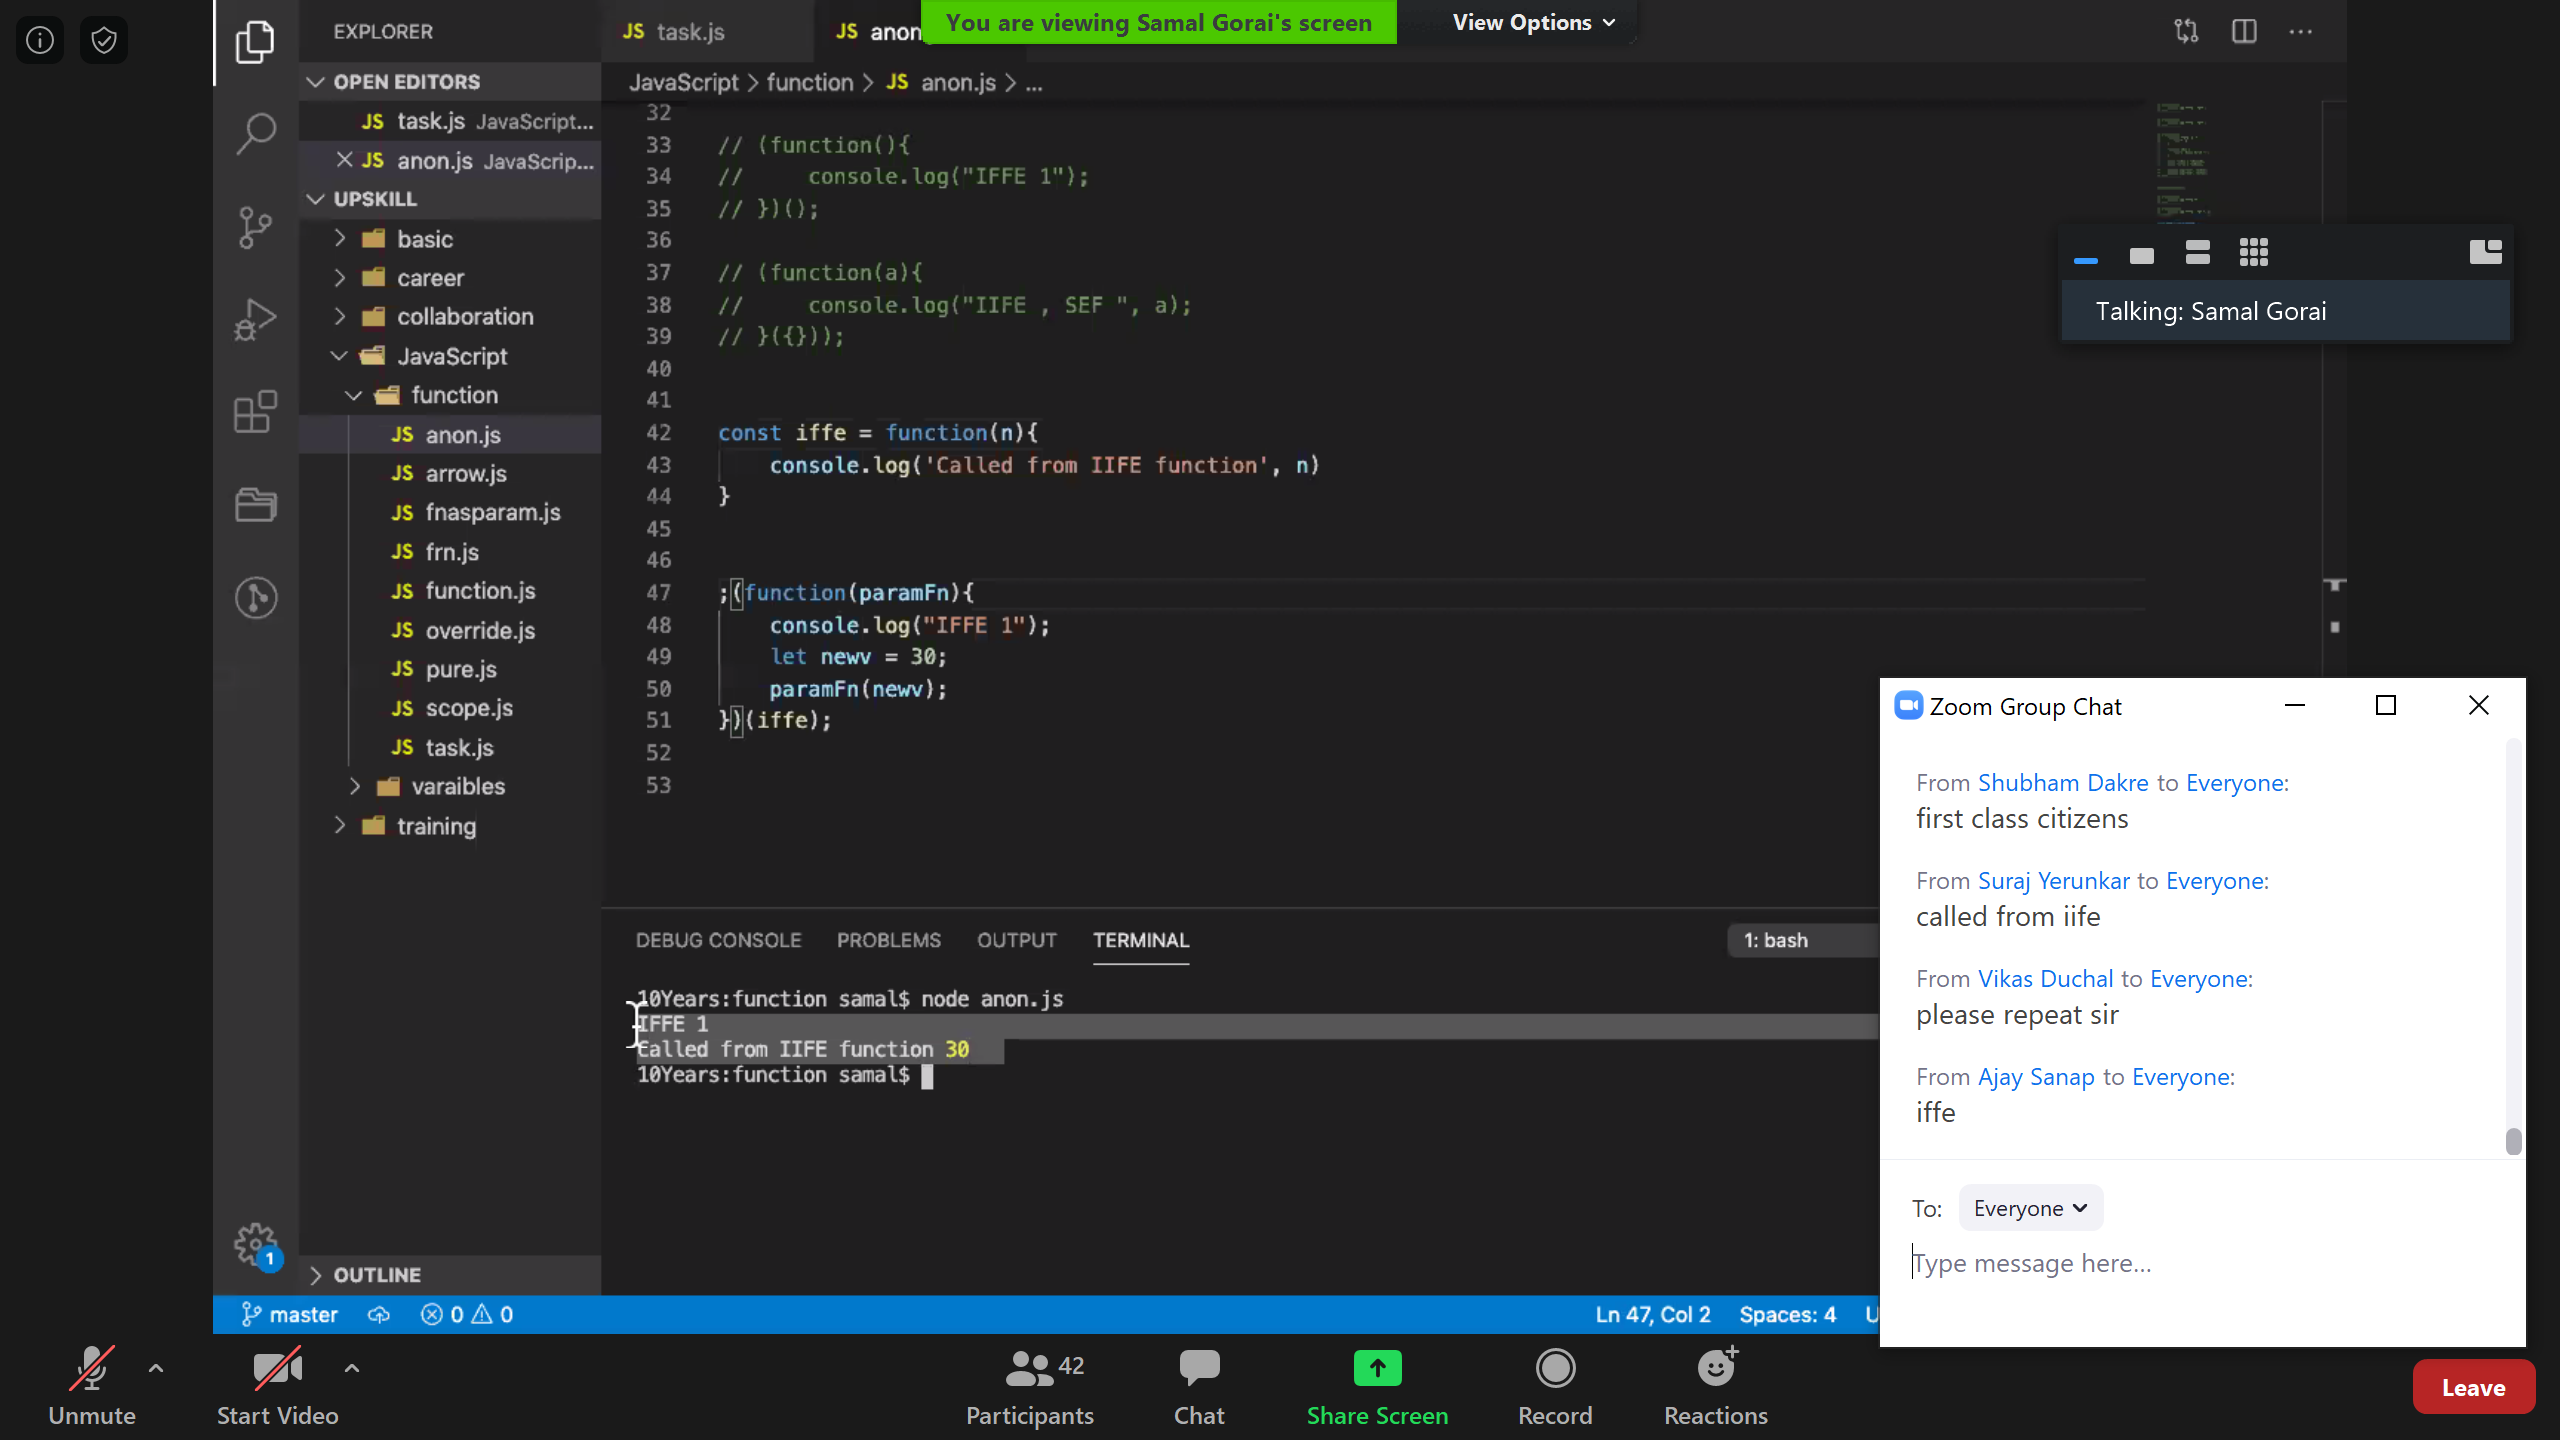 You are viewing Samal Gorai's screen
View Options
EXPLORER
OPEN EDITORS
JS task.js JavaScript...
JS anon.js JavaScrip...
UPSKILL
basic
career
collaboration
JavaScript
function
JS anon.js
JS arrow.js
JS fnasparam.js
JS frn.js
JS function.js
JS override.js
JS pure.js
JS scope.js
JS task.js
varaibles
training
OUTLINE
JS task.js
JS anon
JavaScript > function > JS anon.js > ...
32
33 // (function(){
34 //     console.log("IFFE 1");
35 // })();
36
37 // (function(a){
38 //     console.log("IIFE , SEF ", a);
39 // }({}));
40
41
42 const iffe = function(n){
43     console.log('Called from IIFE function', n)
44 }
45
46
47 ;(function(paramFn){
48     console.log("IFFE 1");
49     let newv = 30;
50     paramFn(newv);
51 })(iffe);
52
53
DEBUG CONSOLE PROBLEMS OUTPUT TERMINAL
1: bash
10Years:function samal$ node anon.js
IFFE 1
Called from IIFE function 30
10Years:function samal$
1
master 0 0
Ln 47, Col 2 Spaces: 4 U
Talking: Samal Gorai
Zoom Group Chat
From Shubham Dakre to Everyone:
first class citizens
From Suraj Yerunkar to Everyone:
called from iife
From Vikas Duchal to Everyone:
please repeat sir
From Ajay Sanap to Everyone:
iffe
To: Everyone
Type message here...
Unmute
Start Video
42
Participants
Chat
Share Screen
Record
Reactions
Leave